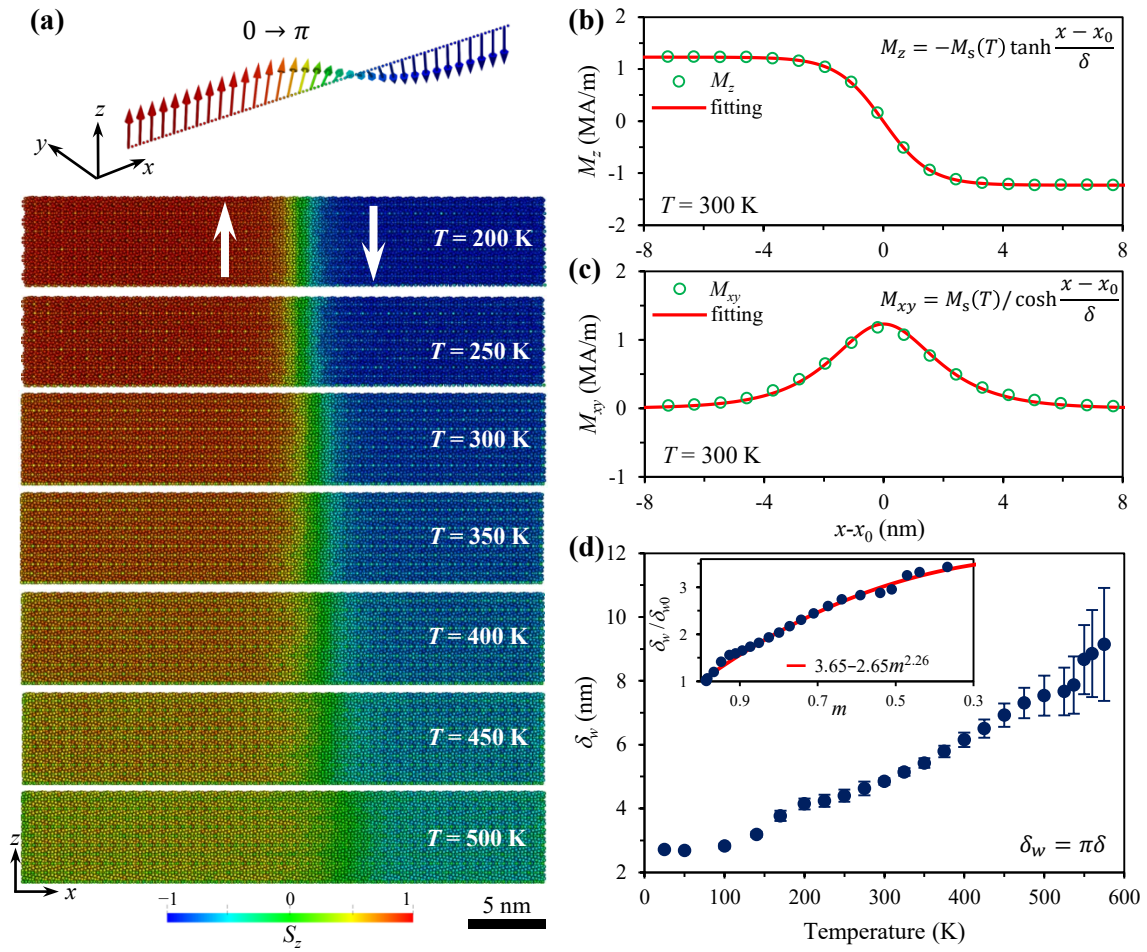 (a)
0 → π
z
y
x
T = 200 K
T = 250 K
T = 300 K
T = 350 K
T = 400 K
T = 450 K
T = 500 K
z
x
−1 0 1
S_z
5 nm
(b)
M_z = −M_s(T) tanh (x − x_0)/δ
M_z
fitting
T = 300 K
M_z (MA/m)
2
1
0
-1
-2
-8 -4 0 4 8
(c)
M_xy = M_s(T)/cosh (x − x_0)/δ
M_xy
fitting
T = 300 K
M_xy (MA/m)
2
1
0
-1
-8 -4 0 4 8
x-x_0 (nm)
(d)
δ_w (nm)
12
10
8
6
4
2
0 100 200 300 400 500 600
Temperature (K)
δ_w = πδ
δ_w/δ_w0
3
2
1
0.9 0.7 0.5 0.3
m
3.65–2.65m^2.26